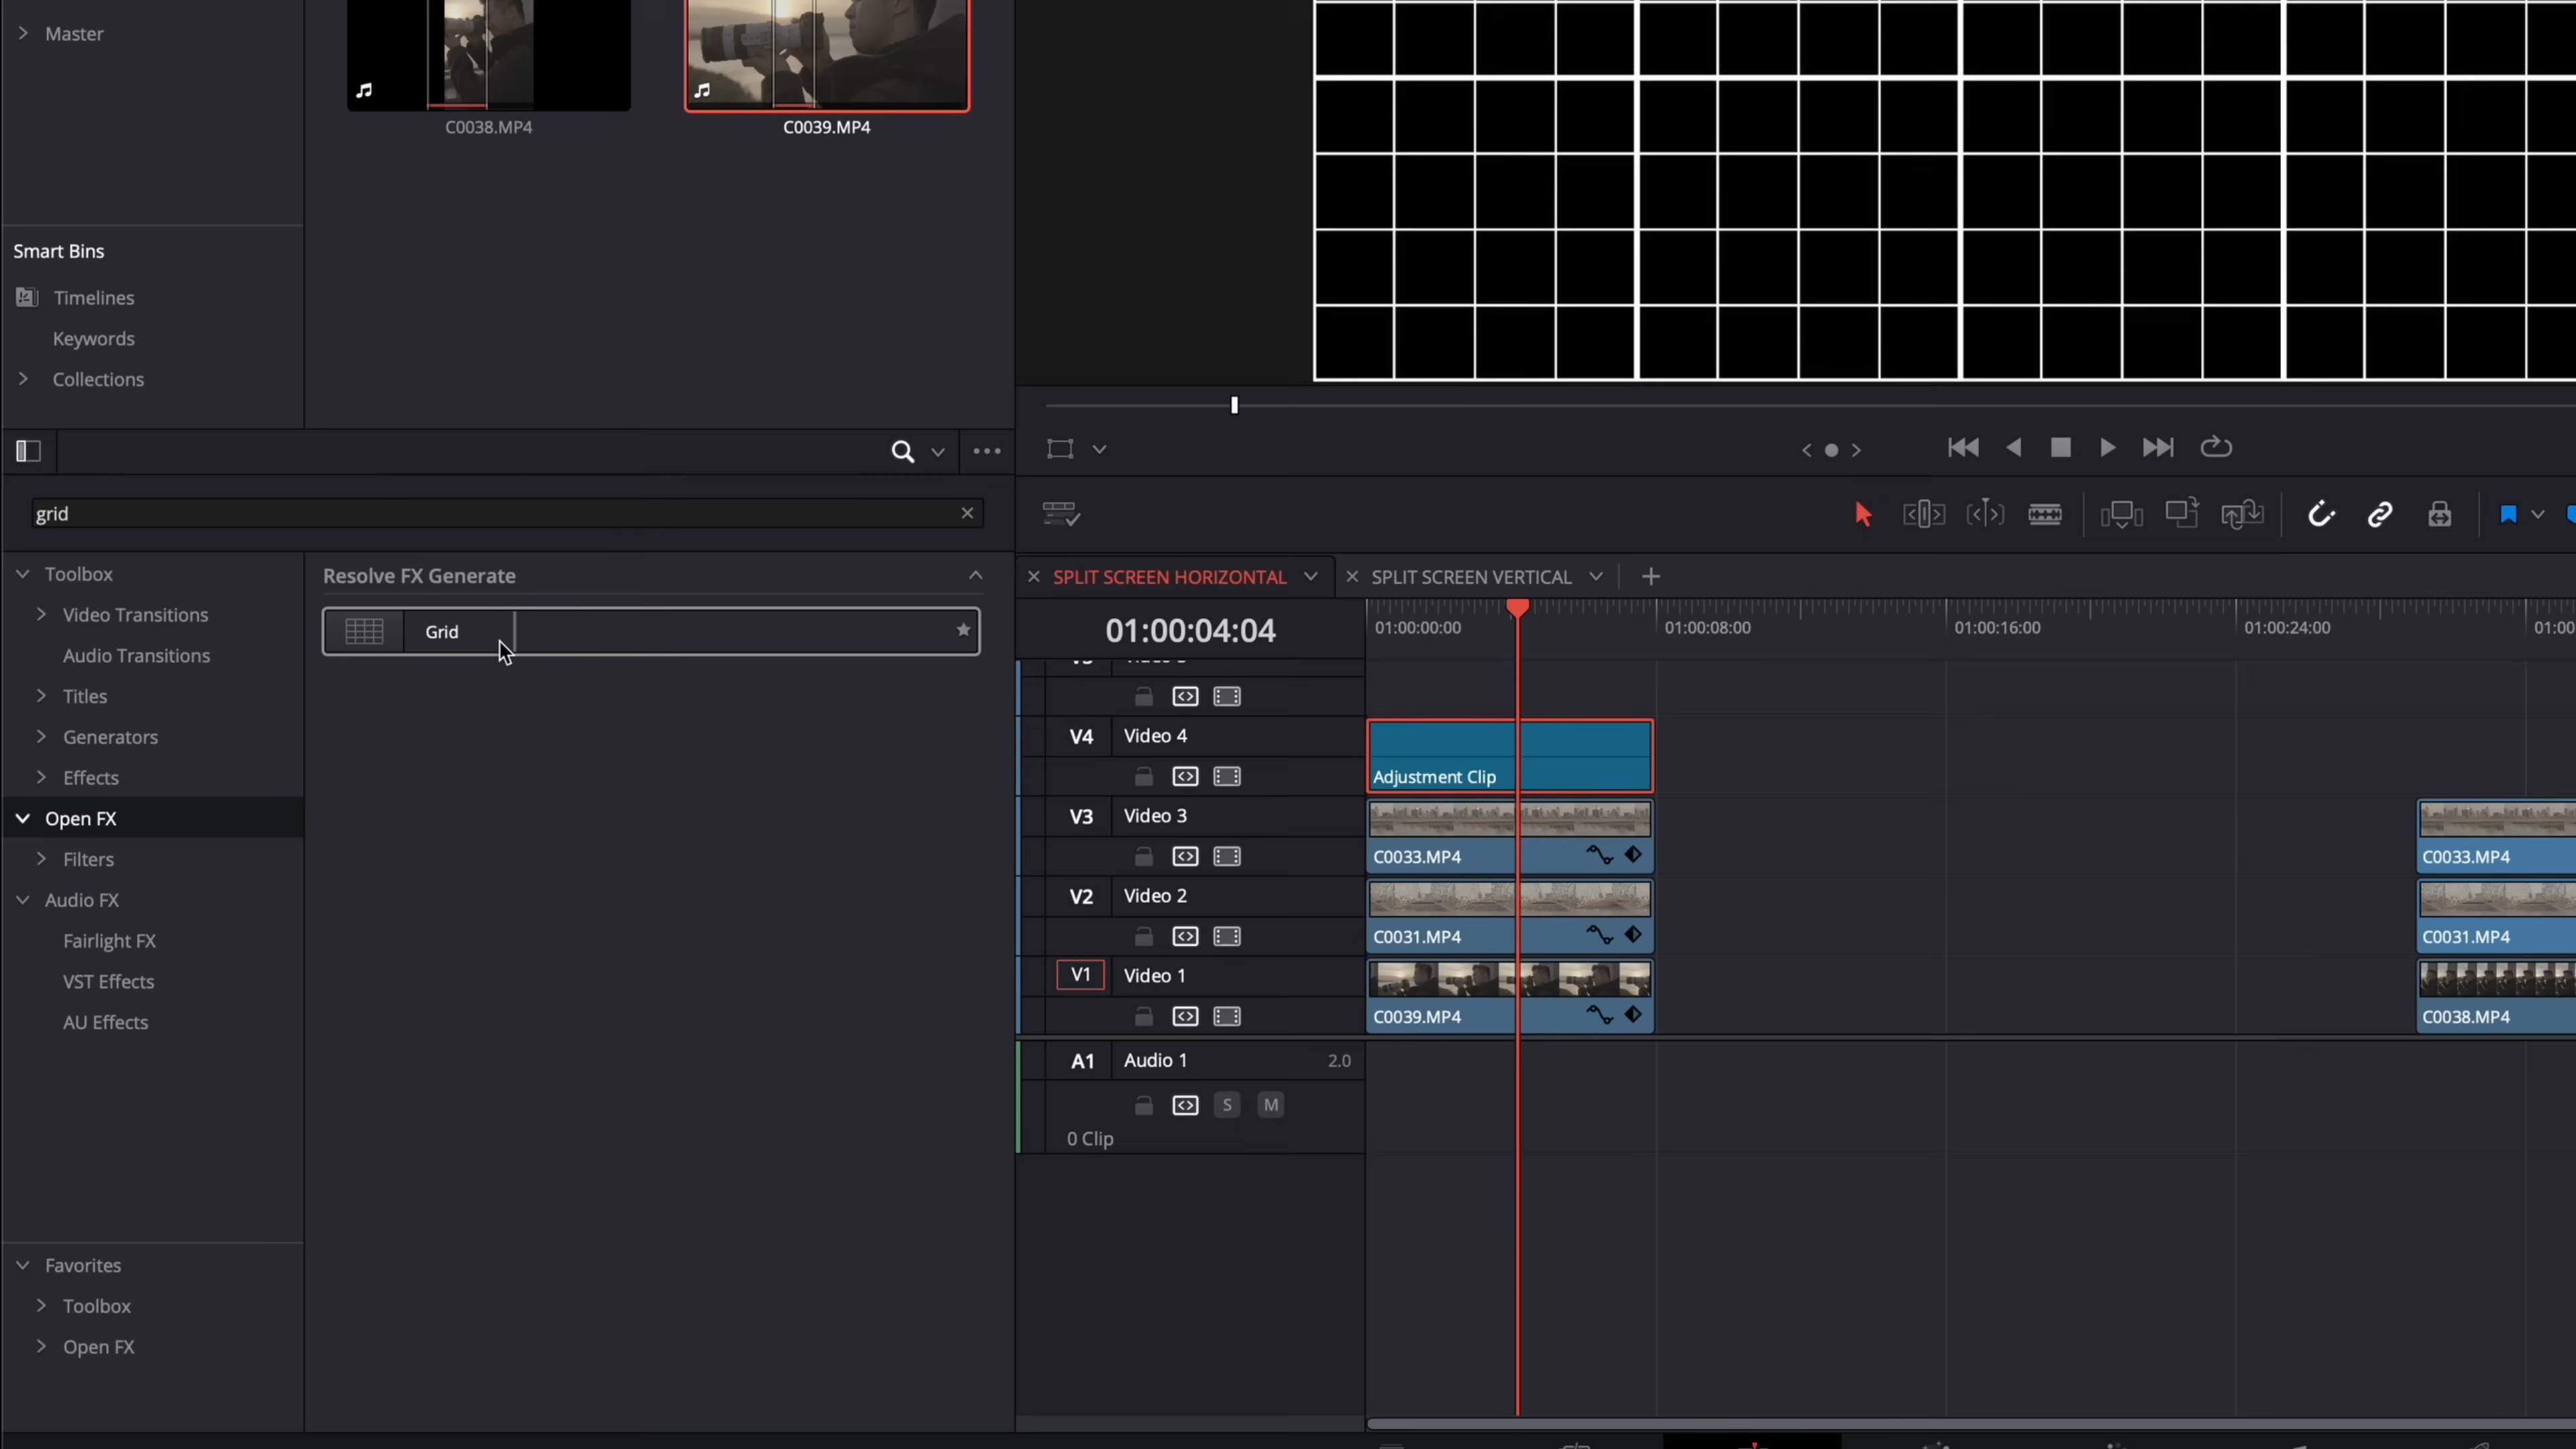 Master
C0038.MP4
C0039.MP4
Smart Bins
Timelines
Keywords
Collections
grid
Toolbox
Video Transitions
Audio Transitions
Titles
Generators
Effects
Open FX
Filters
Audio FX
Fairlight FX
VST Effects
AU Effects
Favorites
Toolbox
Open FX
Resolve FX Generate
Grid
SPLIT SCREEN HORIZONTAL
SPLIT SCREEN VERTICAL
01:00:04:04
01:00:00:00
01:00:08:00
01:00:16:00
01:00:24:00
01:00
V4 Video 4
Adjustment Clip
V3 Video 3
C0033.MP4
C0033.MP4
V2 Video 2
C0031.MP4
C0031.MP4
V1 Video 1
C0039.MP4
C0038.MP4
A1 Audio 1 2.0
S M
0 Clip